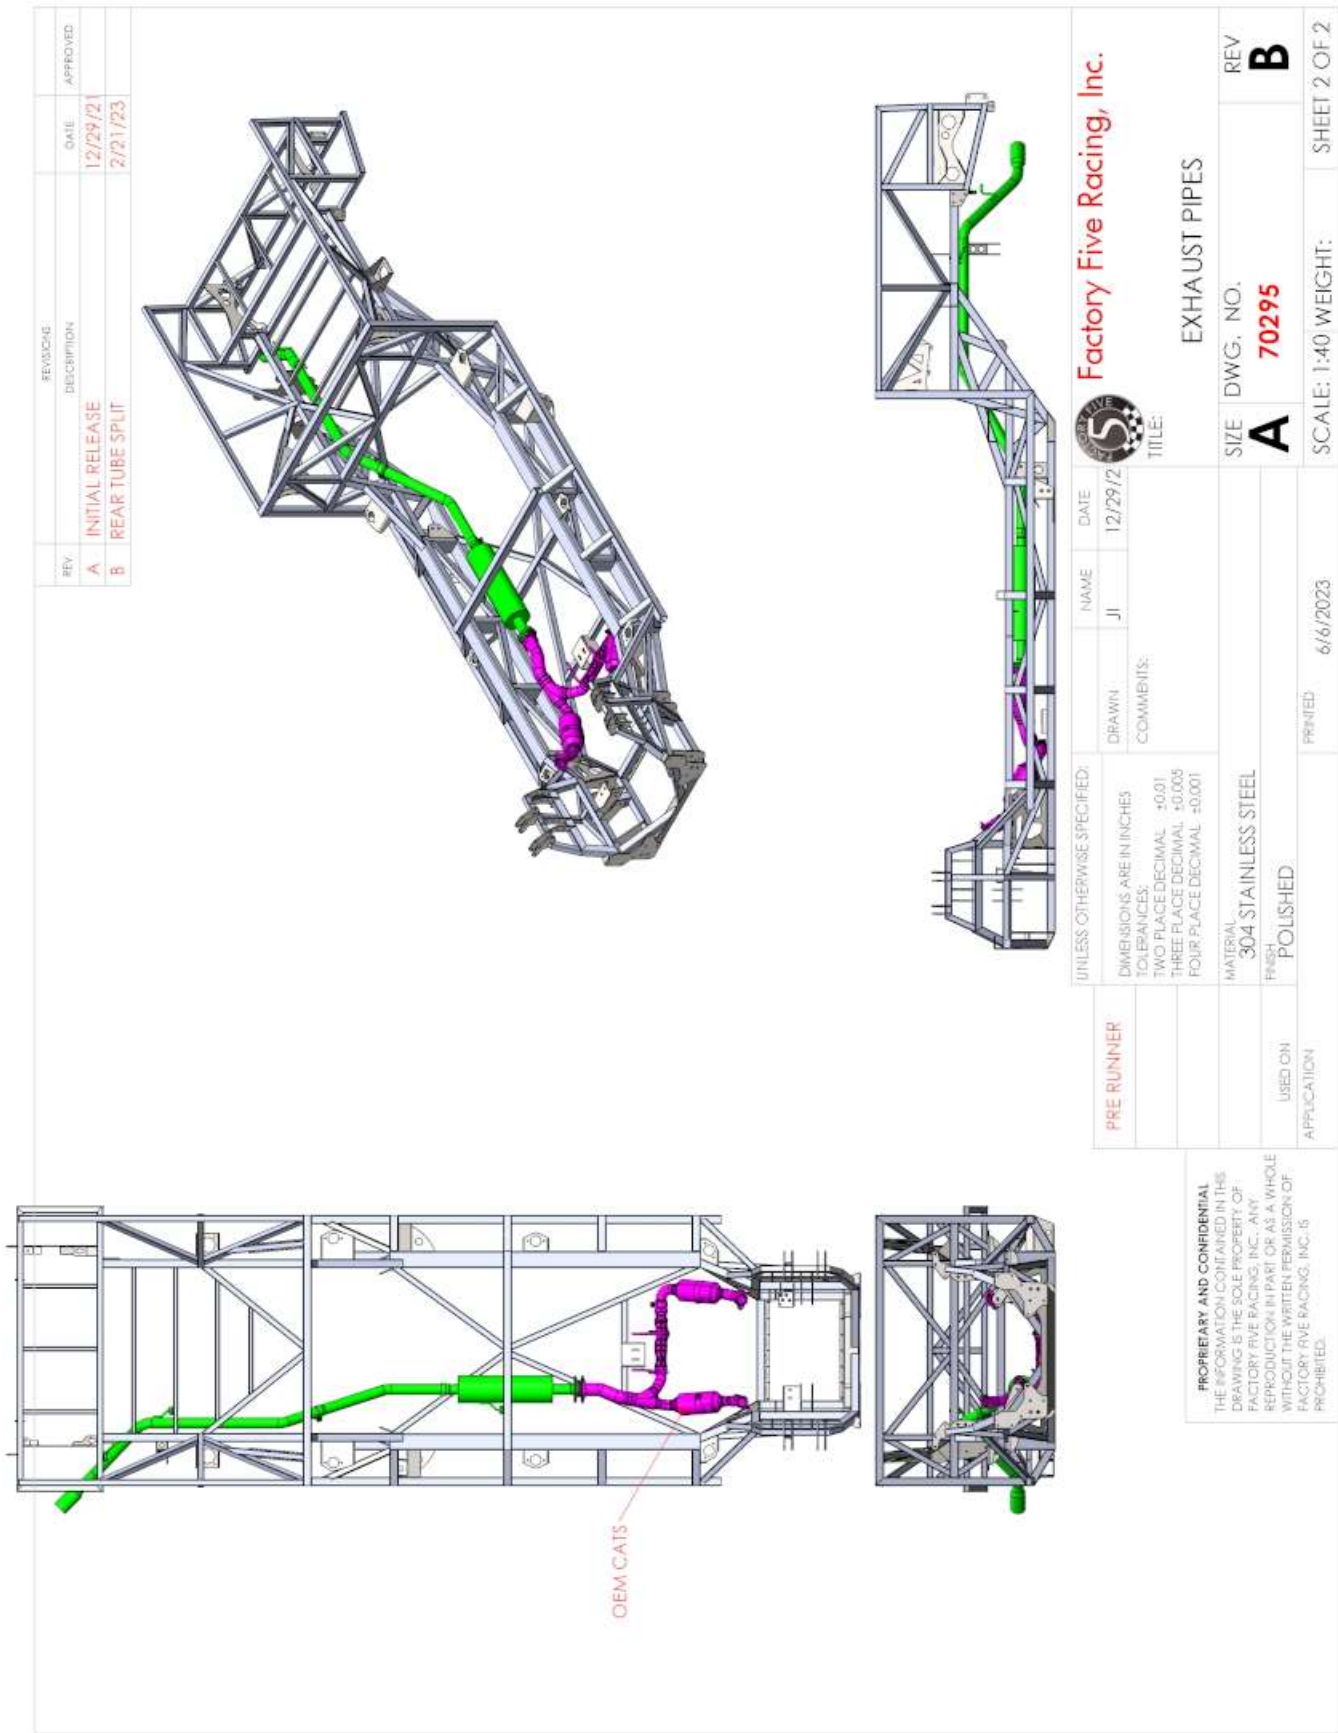 REVISIONS
REV. DESCRIPTION DATE APPROVED
A INITIAL RELEASE 12/29/21
B REAR TUBE SPLIT 2/21/23
OEM CATS
PROPRIETARY AND CONFIDENTIAL
THE INFORMATION CONTAINED IN THIS
DRAWING IS THE SOLE PROPERTY OF
FACTORY FIVE RACING, INC. ANY
REPRODUCTION IN PART OR AS A WHOLE
WITHOUT THE WRITTEN PERMISSION OF
FACTORY FIVE RACING, INC. IS
PROHIBITED.
PRE RUNNER
USED ON
APPLICATION
UNLESS OTHERWISE SPECIFIED:
DIMENSIONS ARE IN INCHES
TOLERANCES:
TWO PLACE DECIMAL ±0.01
THREE PLACE DECIMAL ±0.005
FOUR PLACE DECIMAL ±0.001
MATERIAL
304 STAINLESS STEEL
FINISH
POLISHED
NAME DATE
DRAWN JI 12/29/2
COMMENTS:
PRINTED 6/6/2023
FACTORY FIVE
5
Factory Five Racing, Inc.
TITLE:
EXHAUST PIPES
SIZE DWG. NO. REV
A 70295 B
SCALE: 1:40 WEIGHT: SHEET 2 OF 2